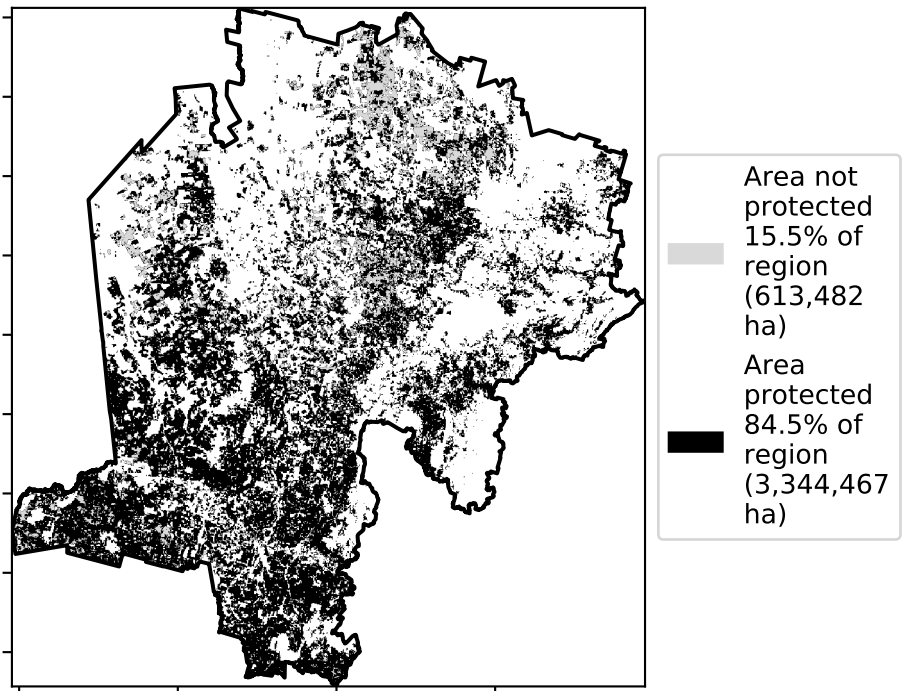 Area not
protected
15.5% of
region
(613,482
ha)
Area
protected
84.5% of
region
(3,344,467
ha)